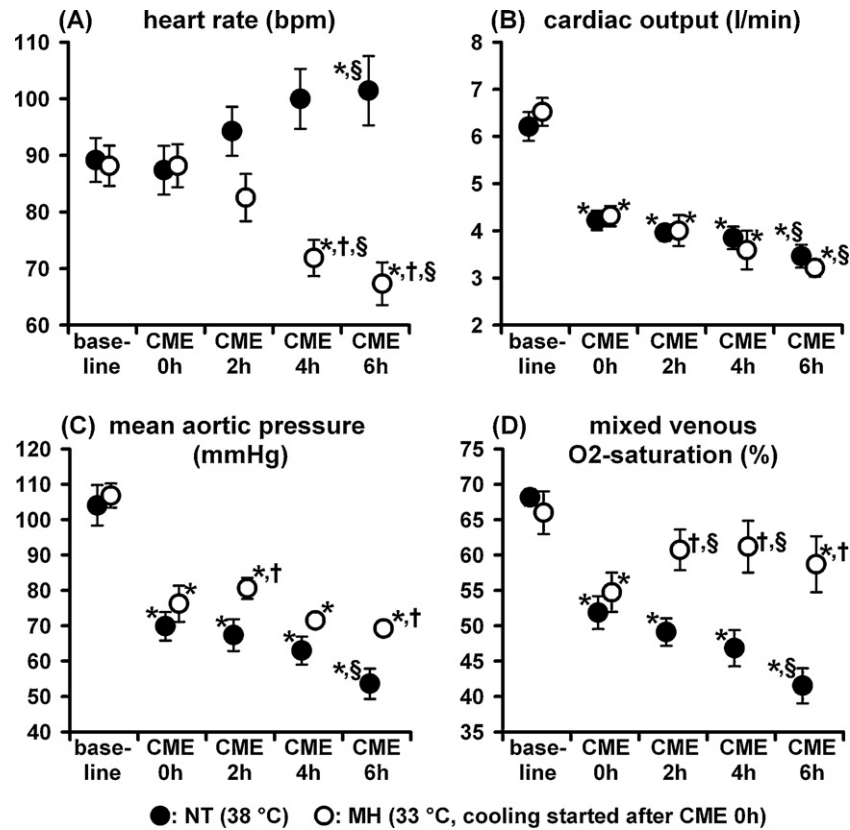 (A) heart rate (bpm)
110
100
90
80
70
60
*,§
*,†,§
*,†,§
base-
line
CME
0h
CME
2h
CME
4h
CME
6h
(B) cardiac output (l/min)
8
7
6
5
4
3
2
* *
* *
* *
*,§
*,§
base-
line
CME
0h
CME
2h
CME
4h
CME
6h
(C) mean aortic pressure
(mmHg)
120
110
100
90
80
70
60
50
40
* *
* *,†
* *
*,§ *,†
base-
line
CME
0h
CME
2h
CME
4h
CME
6h
(D) mixed venous
O2-saturation (%)
75
70
65
60
55
50
45
40
35
* *
* †,§
* †,§
*,§ *,†
base-
line
CME
0h
CME
2h
CME
4h
CME
6h
: NT (38 °C) : MH (33 °C, cooling started after CME 0h)